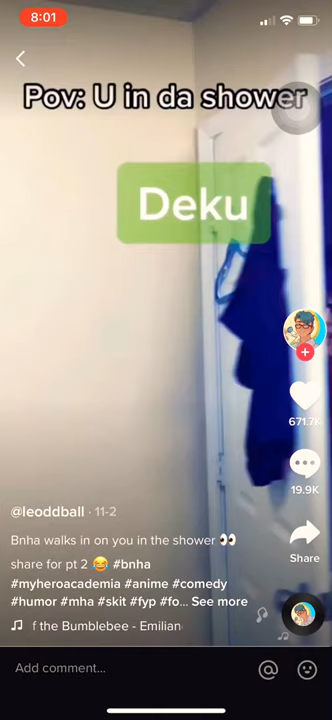 8:01
Pov: U in da shower
Deku
671.7K
19.9K
Share
@leoddball · 11-2
Bnha walks in on you in the shower 👀
share for pt 2 😂 #bnha
#myheroacademia #anime #comedy
#humor #mha #skit #fyp #fo... See more
f the Bumblebee - Emilian
Add comment...